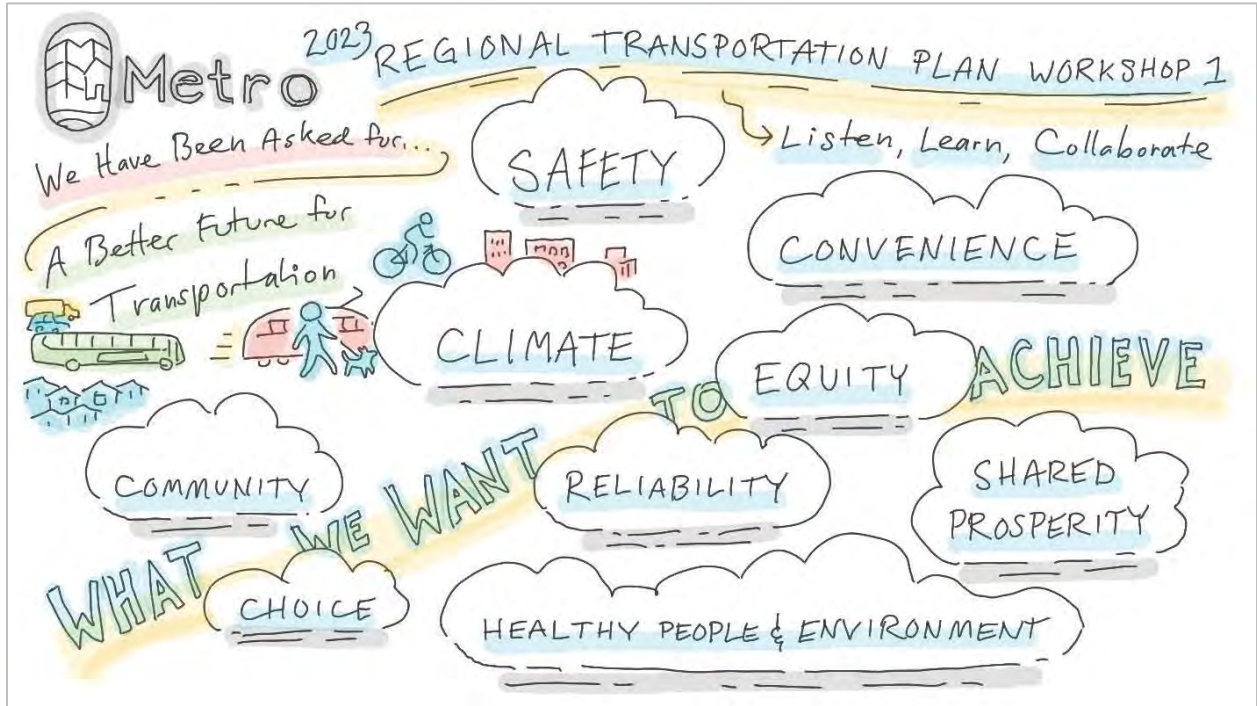 Metro
2023 REGIONAL TRANSPORTATION PLAN WORKSHOP 1
Listen, Learn, Collaborate
We Have Been Asked for...
A Better Future for
Transportation
SAFETY
CONVENIENCE
CLIMATE
EQUITY
COMMUNITY
RELIABILITY
SHARED
PROSPERITY
CHOICE
HEALTHY PEOPLE & ENVIRONMENT
WHAT WE WANT TO ACHIEVE